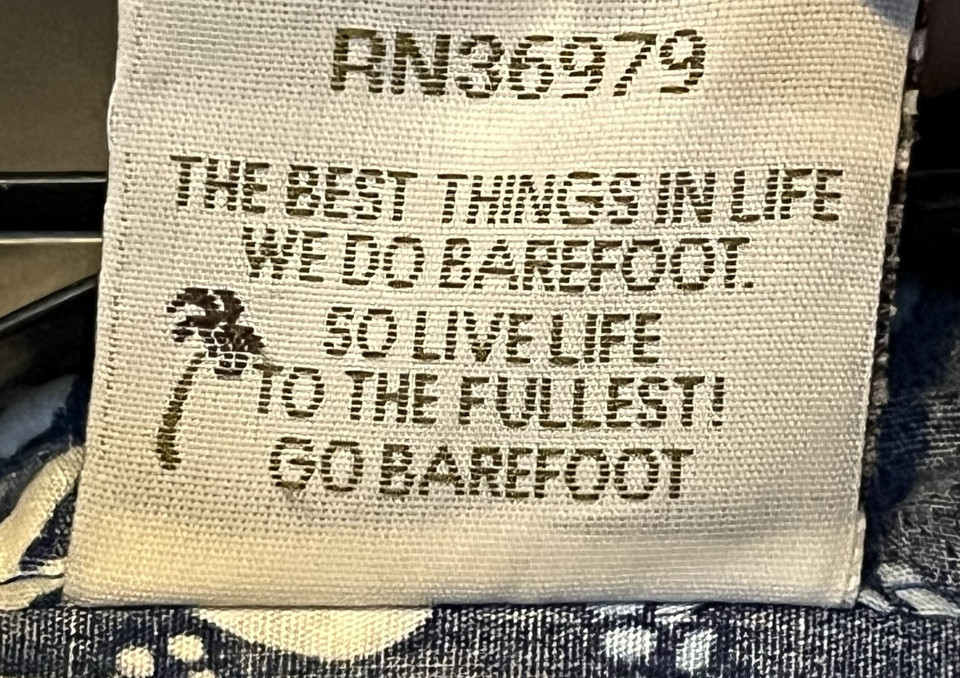 RN36979
THE BEST THINGS IN LIFE
WE DO BAREFOOT.
SO LIVE LIFE
TO THE FULLEST!
GO BAREFOOT